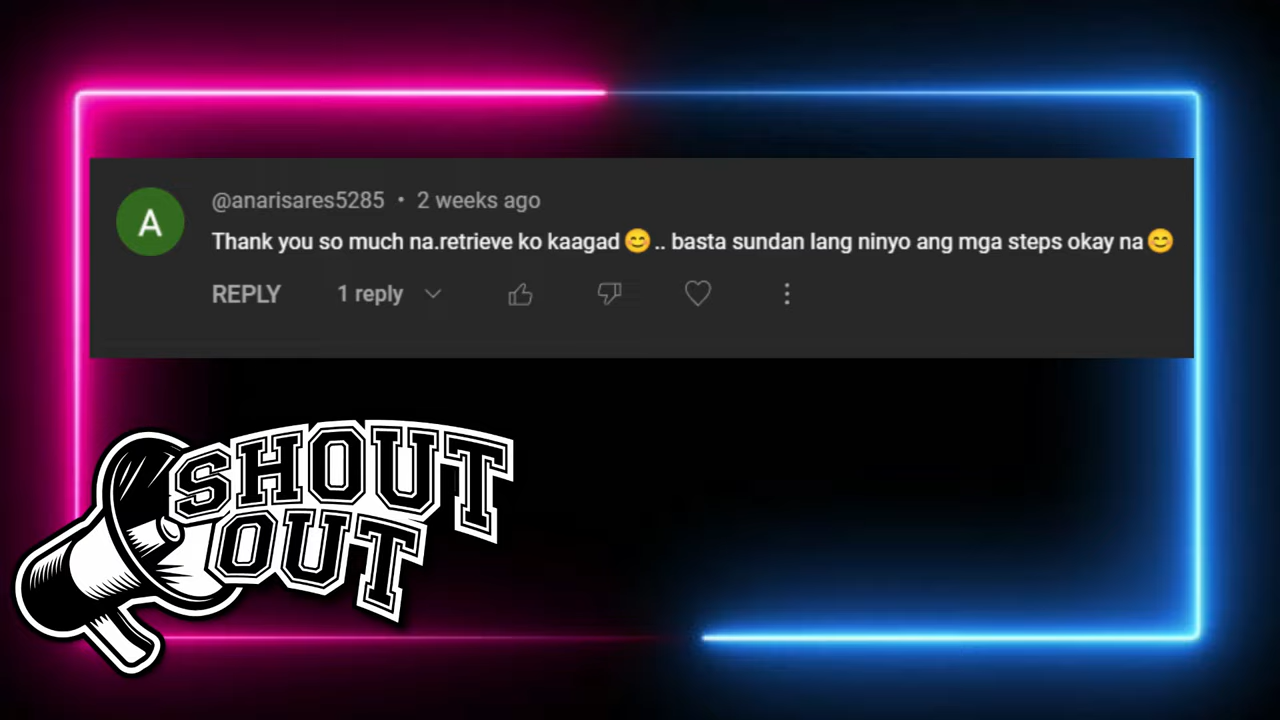 A
@anarisares5285 • 2 weeks ago
Thank you so much na.retrieve ko kaagad😊.. basta sundan lang ninyo ang mga steps okay na😊
REPLY 1 reply
SHOUT
OUT